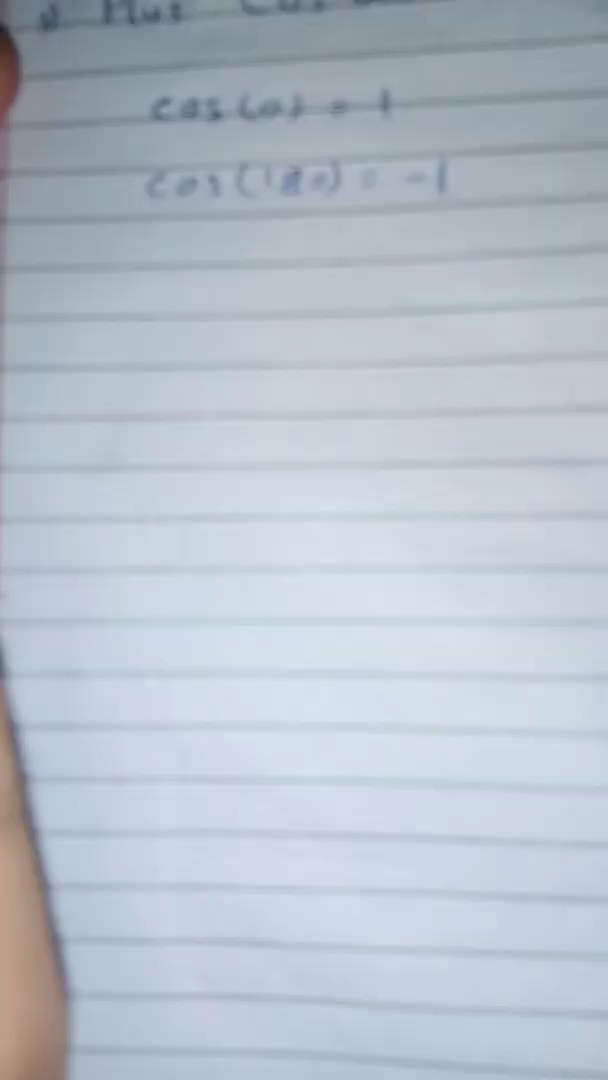 cos(0) = 1
cos(180) = -1